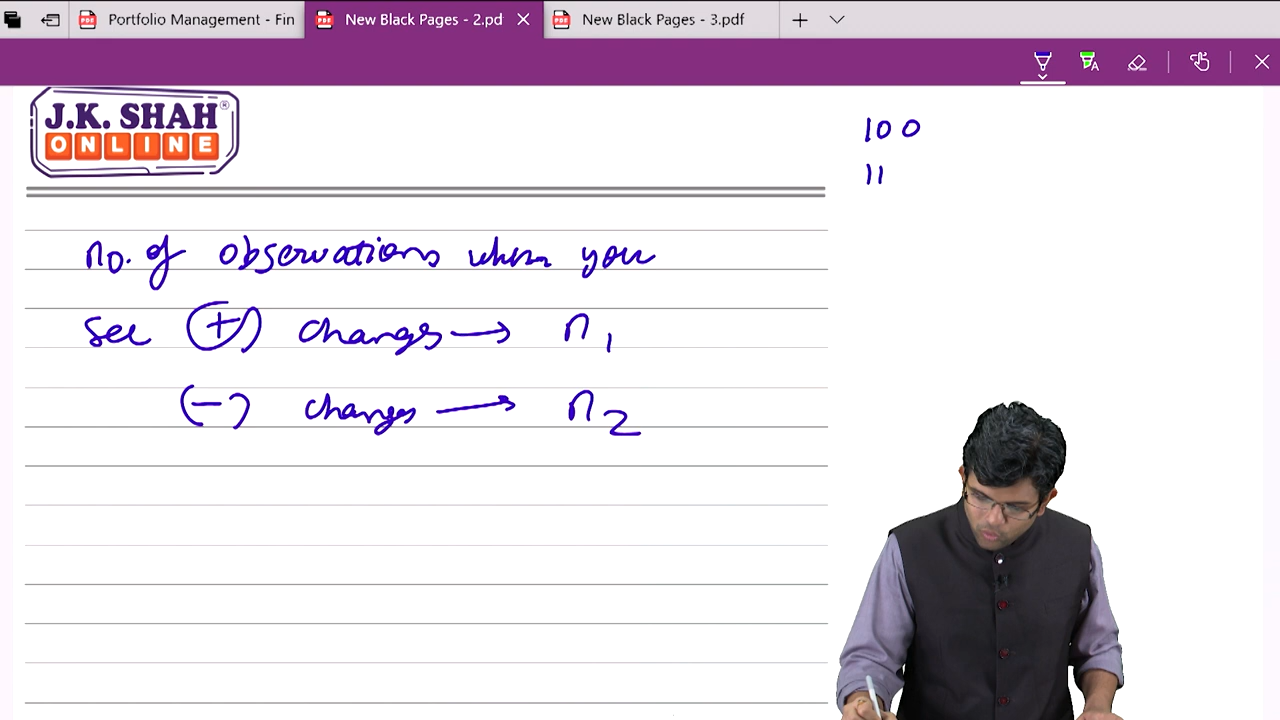 Portfolio Management - Fin
New Black Pages - 2.pd
New Black Pages - 3.pdf
J.K. SHAH®
ONLINE
100
11
no. of observations when you
see (+) changes → n1
(-) changes → n2